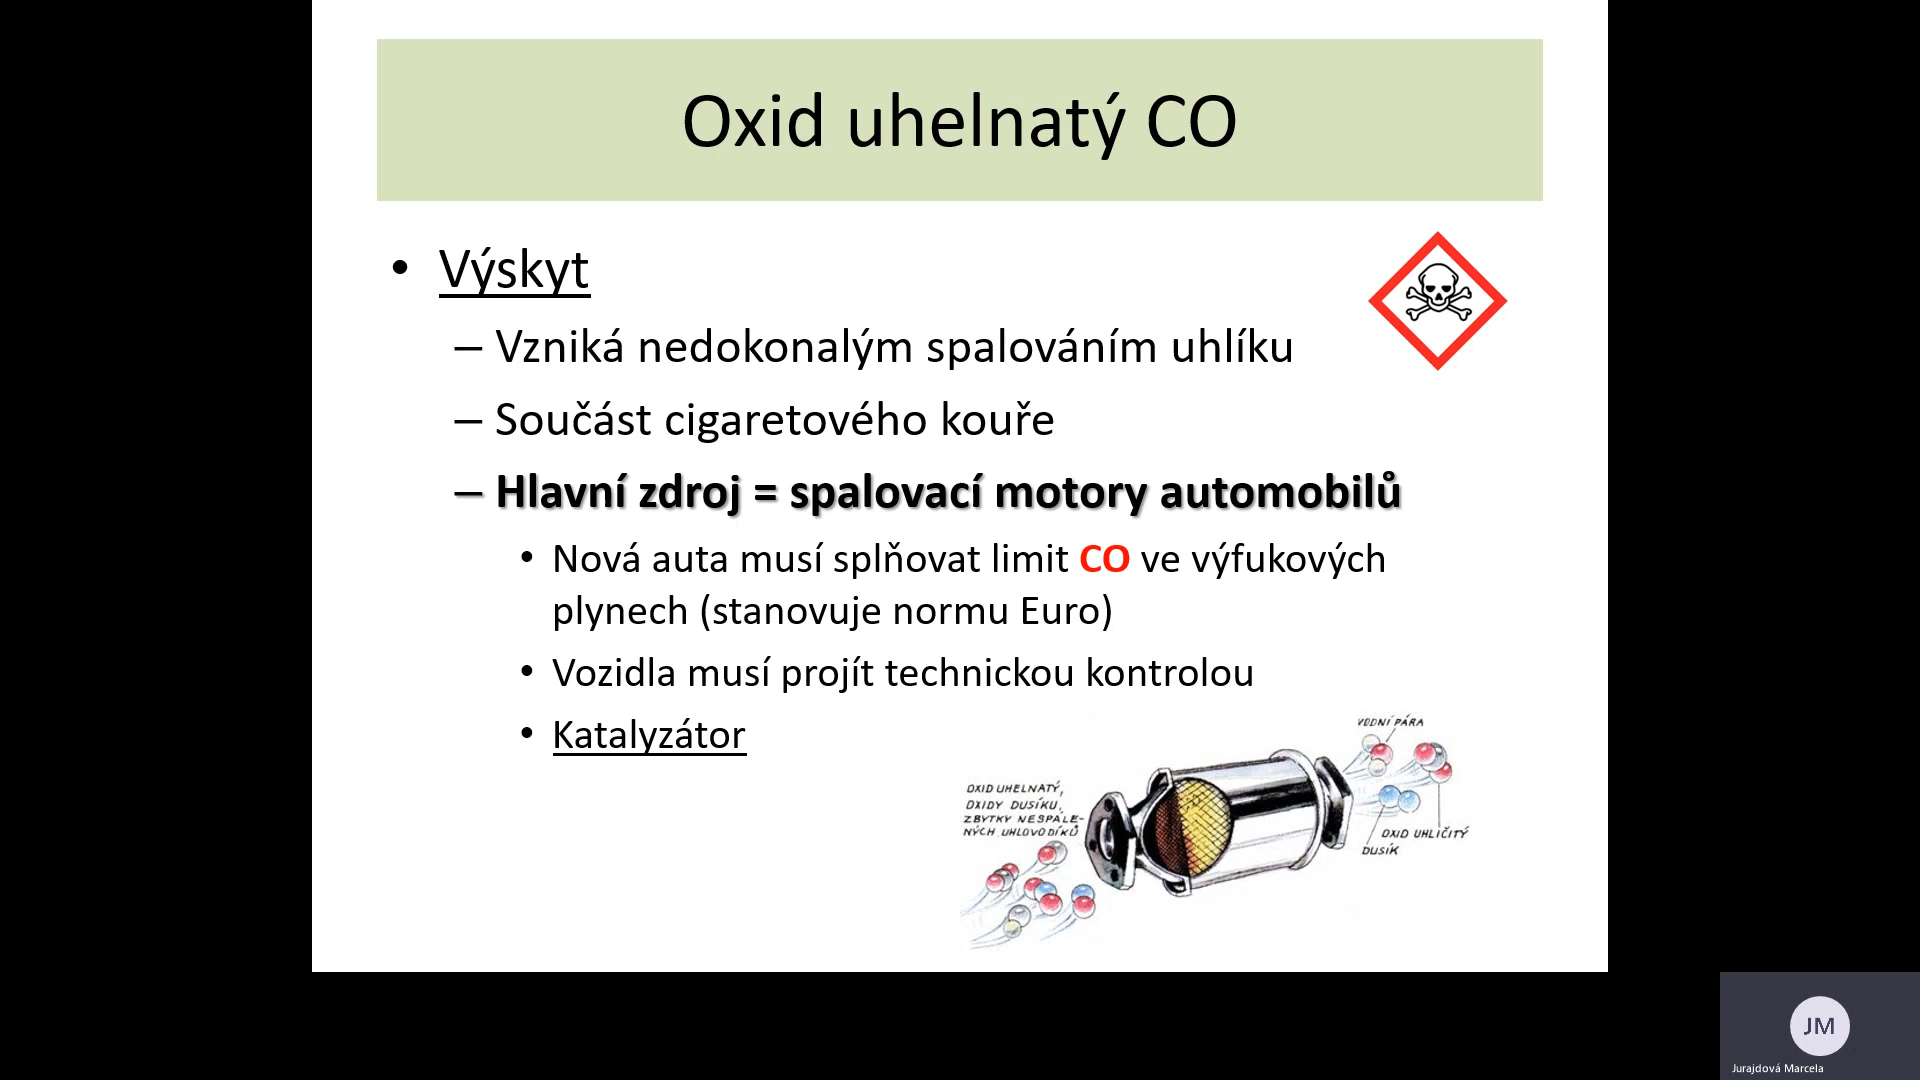 Oxid uhelnatý CO
• Výskyt
– Vzniká nedokonalým spalováním uhlíku
– Součást cigaretového kouře
– Hlavní zdroj = spalovací motory automobilů
• Nová auta musí splňovat limit CO ve výfukových
plynech (stanovuje normu Euro)
• Vozidla musí projít technickou kontrolou
• Katalyzátor
OXID UHELNATÝ,
OXIDY DUSÍKU,
ZBYTKY NESPÁLE-
NÝCH UHLOVODÍKŮ
VODNÍ PÁRA
OXID UHLIČITÝ
DUSÍK
JM
Jurajdová Marcela